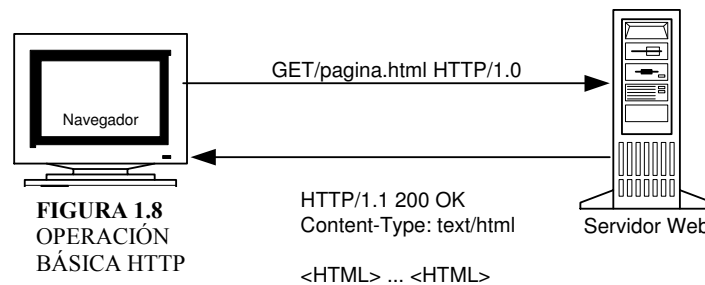 GET/pagina.html HTTP/1.0
Navegador
HTTP/1.1 200 OK
Content-Type: text/html
<HTML> ... <HTML>
Servidor Web
FIGURA 1.8
OPERACIÓN
BÁSICA HTTP